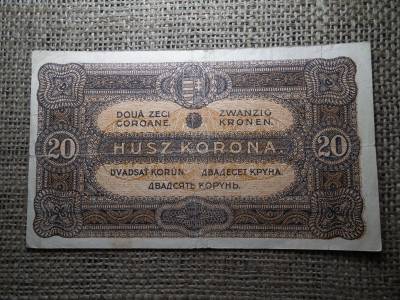 DOUĂ ZECI ZWANZIG
COROANE. KRONEN.
20 HUSZ KORONA. 20
DVADSAT KORÚN. ДВАДЕСЕТ КРУНА.
ДВАДЦЯТЬ КОРУНЬ.